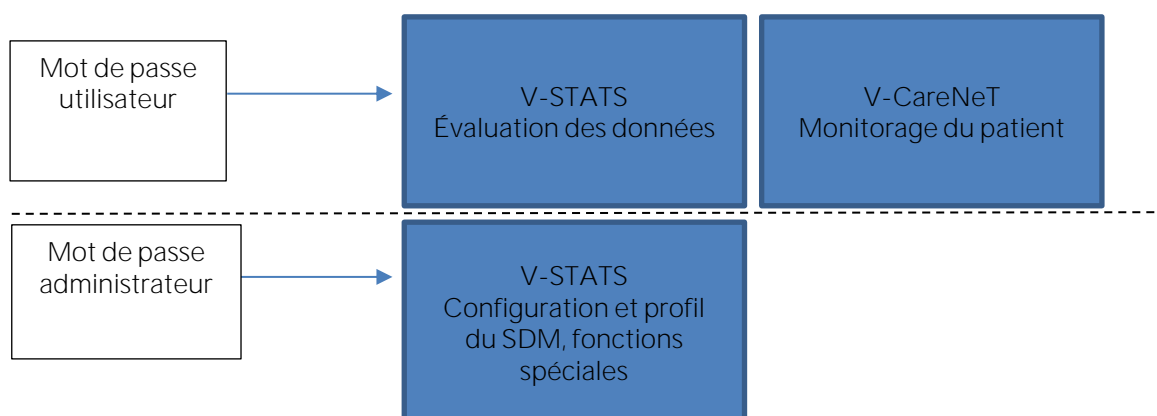 Mot de passe
utilisateur
V-STATS
Évaluation des données
V-CareNeT
Monitorage du patient
Mot de passe
administrateur
V-STATS
Configuration et profil
du SDM, fonctions
spéciales